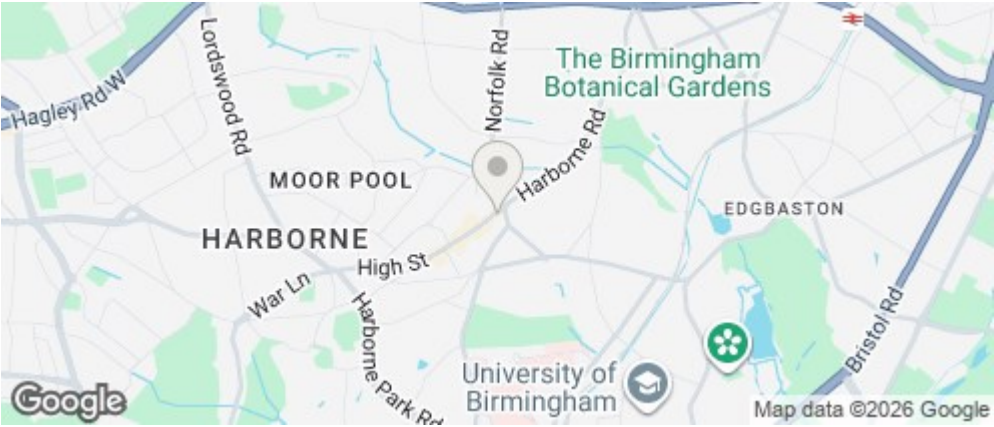 Lordswood Rd
Norfolk Rd
The Birmingham
Botanical Gardens
Hagley Rd W
Harborne Rd
MOOR POOL
EDGBASTON
HARBORNE
High St
War Ln
Harborne Park Rd
Bristol Rd
University of
Birmingham
Google
Map data ©2026 Google